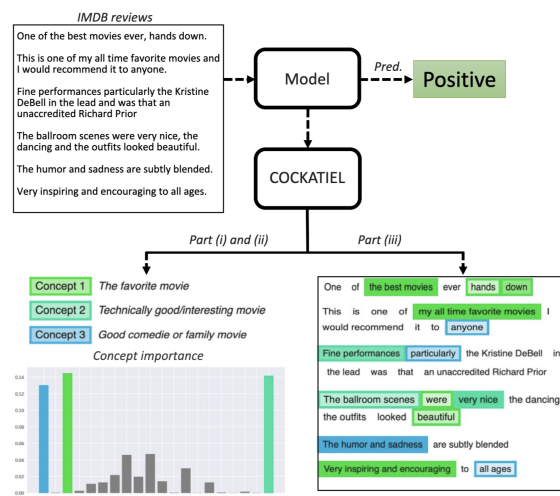 IMDB reviews
One of the best movies ever, hands down.
This is one of my all time favorite movies and
I would recommend it to anyone.
Fine performances particularly the Kristine
DeBell in the lead and was that an
unaccredited Richard Prior
The ballroom scenes were very nice, the
dancing and the outfits looked beautiful.
The humor and sadness are subtly blended.
Very inspiring and encouraging to all ages.
Model
Pred.
Positive
COCKATIEL
Part (i) and (ii)
Part (iii)
Concept 1 The favorite movie
Concept 2 Technically good/interesting movie
Concept 3 Good comedie or family movie
Concept importance
0.14
0.12
0.10
0.08
0.06
0.04
0.02
0.00
One of the best movies ever hands down
This is one of my all time favorite movies I
would recommend it to anyone
Fine performances particularly the Kristine DeBell in
the lead was that an unaccredited Richard Prior
The ballroom scenes were very nice the dancing
the outfits looked beautiful
The humor and sadness are subtly blended
Very inspiring and encouraging to all ages